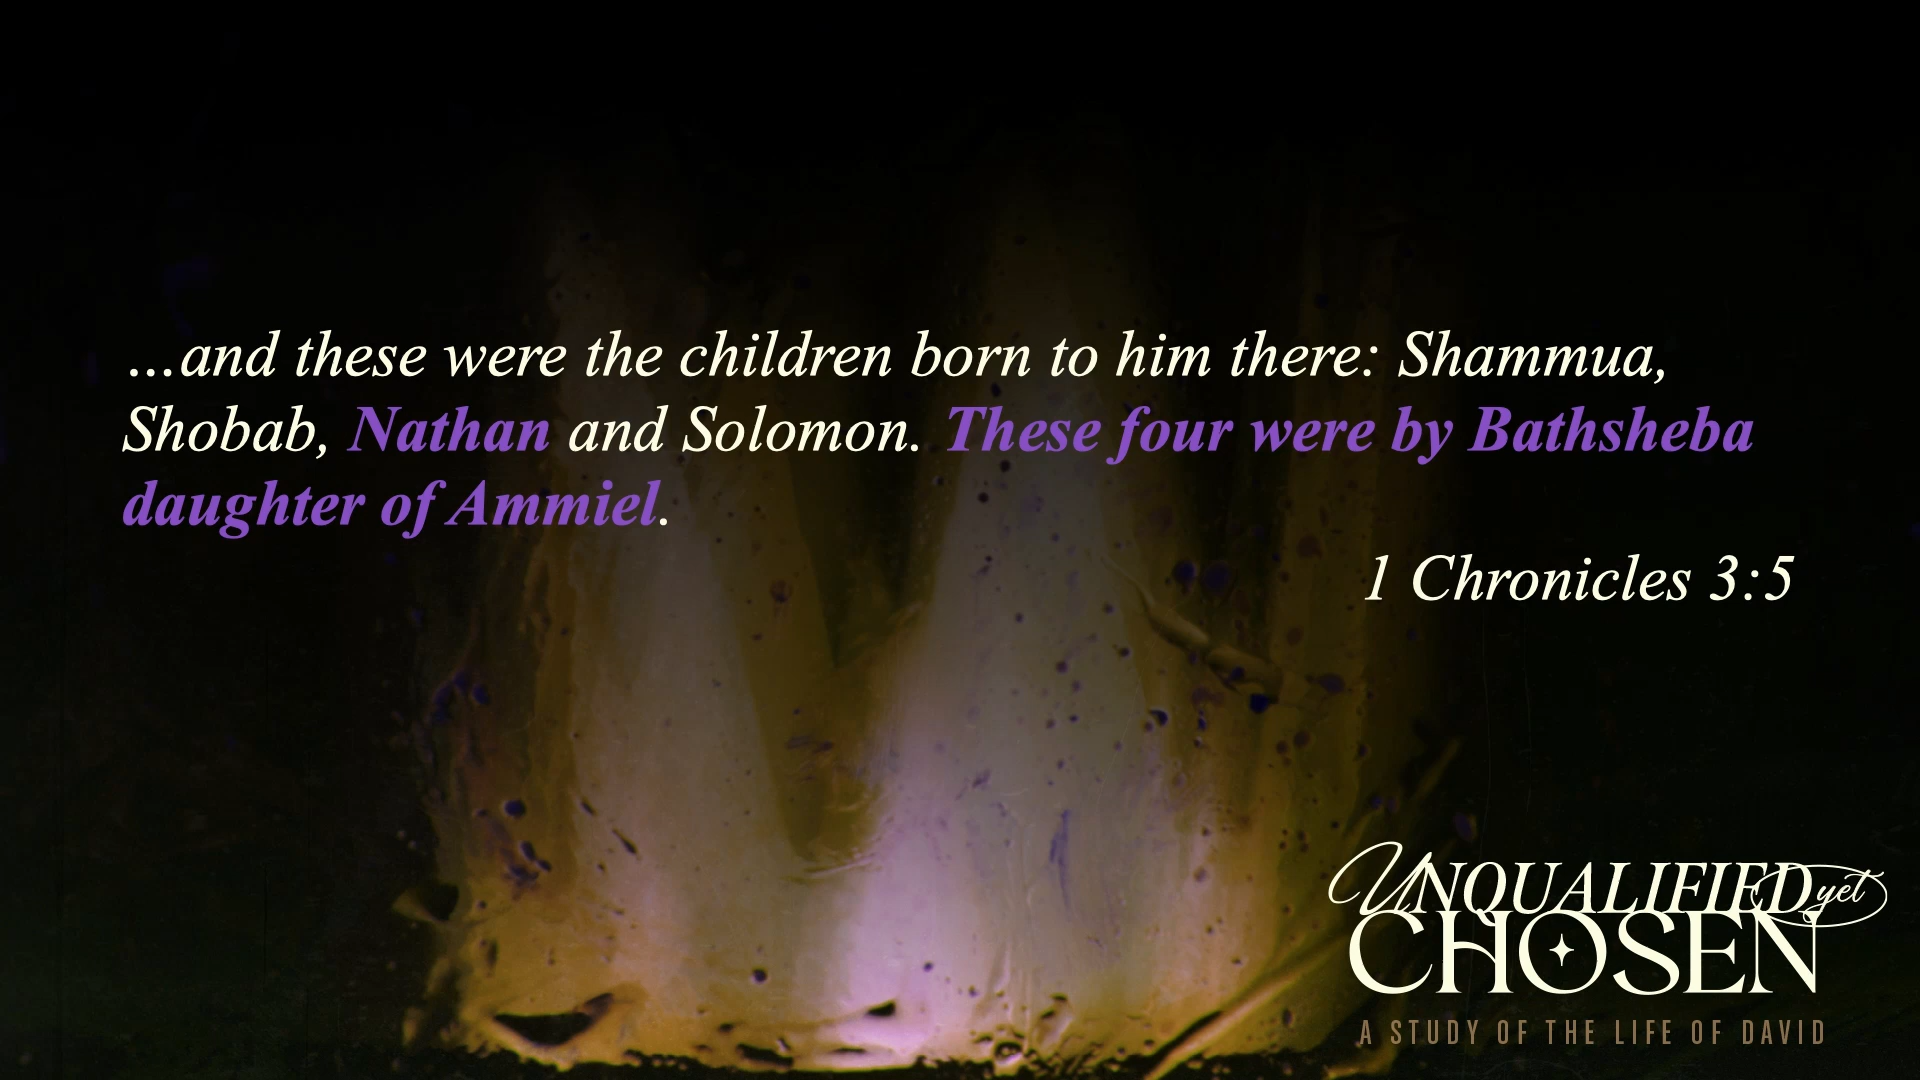 …and these were the children born to him there: Shammua,
Shobab, Nathan and Solomon. These four were by Bathsheba
daughter of Ammiel.
1 Chronicles 3:5
UNQUALIFIED yet
CHOSEN
A STUDY OF THE LIFE OF DAVID